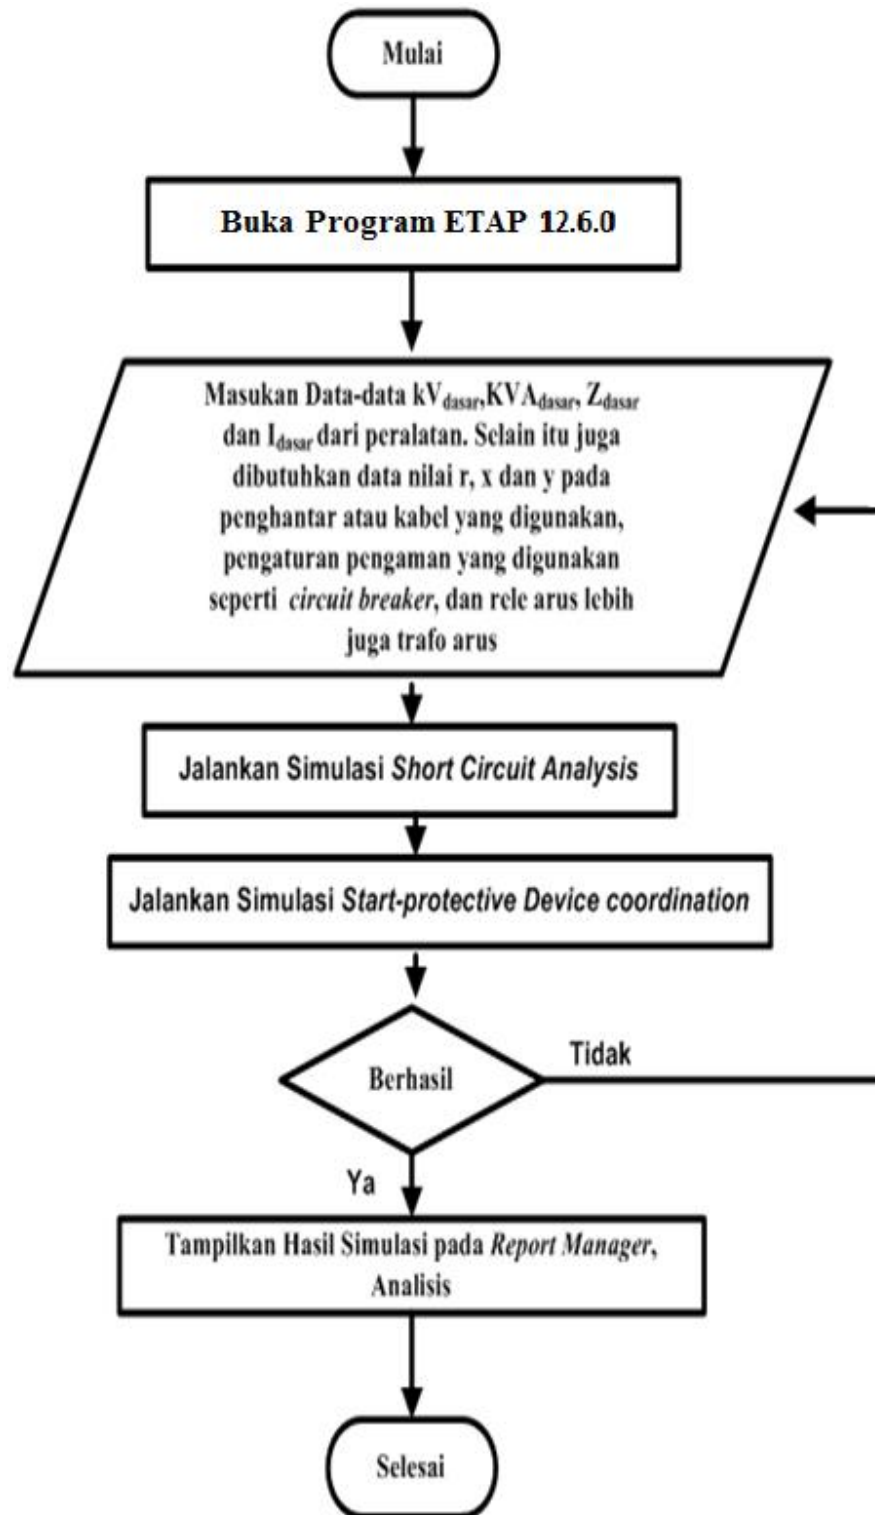 Mulai
Buka Program ETAP 12.6.0
Masukan Data-data kVdasar,KVAdasar, Zdasar
dan Idasar dari peralatan. Selain itu juga
dibutuhkan data nilai r, x dan y pada
penghantar atau kabel yang digunakan,
pengaturan pengaman yang digunakan
seperti circuit breaker, dan rele arus lebih
juga trafo arus
Jalankan Simulasi Short Circuit Analysis
Jalankan Simulasi Start-protective Device coordination
Berhasil
Tidak
Ya
Tampilkan Hasil Simulasi pada Report Manager,
Analisis
Selesai